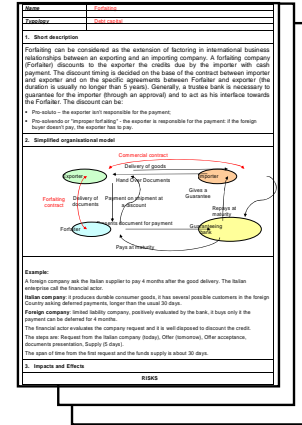 Name
Forfaiting
Typology
Debt capital
1. Short description
Forfaiting can be considered as the extension of factoring in international business
relationships between an exporting and an importing company. A forfaiting company
(Forfaiter) discounts to the exporter the credits due by the importer with cash
payment. The discount timing is decided on the base of the contract between importer
and exporter and on the specific agreements between Forfaiter and exporter (the
duration is usually no longer than 5 years). Generally, a trustee bank is necessary to
guarantee for the importer (through an approval) and to act as his interface towards
the Forfaiter. The discount can be:
• Pro-soluto – the exporter isn't responsible for the payment;
• Pro-solvendo or "improper forfaiting" - the exporter is responsible for the payment: if the foreign
buyer doesn't pay, the exporter has to pay.
2. Simplified organisational model
Commercial contract
Delivery of goods
Exporter
Hand Over Documents
Importer
Gives a
Guarantee
Forfaiting
contract
Delivery of
documents
Payment on shipment at
a discount
Repays at
maturity
Forfaiter
document for payment
Guaranteeing
bank
Pays at maturity
Example:
A foreign company ask the Italian supplier to pay 4 months after the good delivery. The Italian
enterprise call the financial actor.
Italian company: it produces durable consumer goods, it has several possible customers in the foreign
Country asking deferred payments, longer than the usual 30 days.
Foreign company: limited liability company, positively evaluated by the bank, it buys only it the
payment can be deferred for 4 months.
The financial actor evaluates the company request and it is well disposed to discount the credit.
The steps are: Request from the Italian company (today), Offer (tomorrow), Offer acceptance,
documents presentation, Supply (5 days).
The span of time from the first request and the funds supply is about 30 days.
3. Impacts and Effects
RISKS